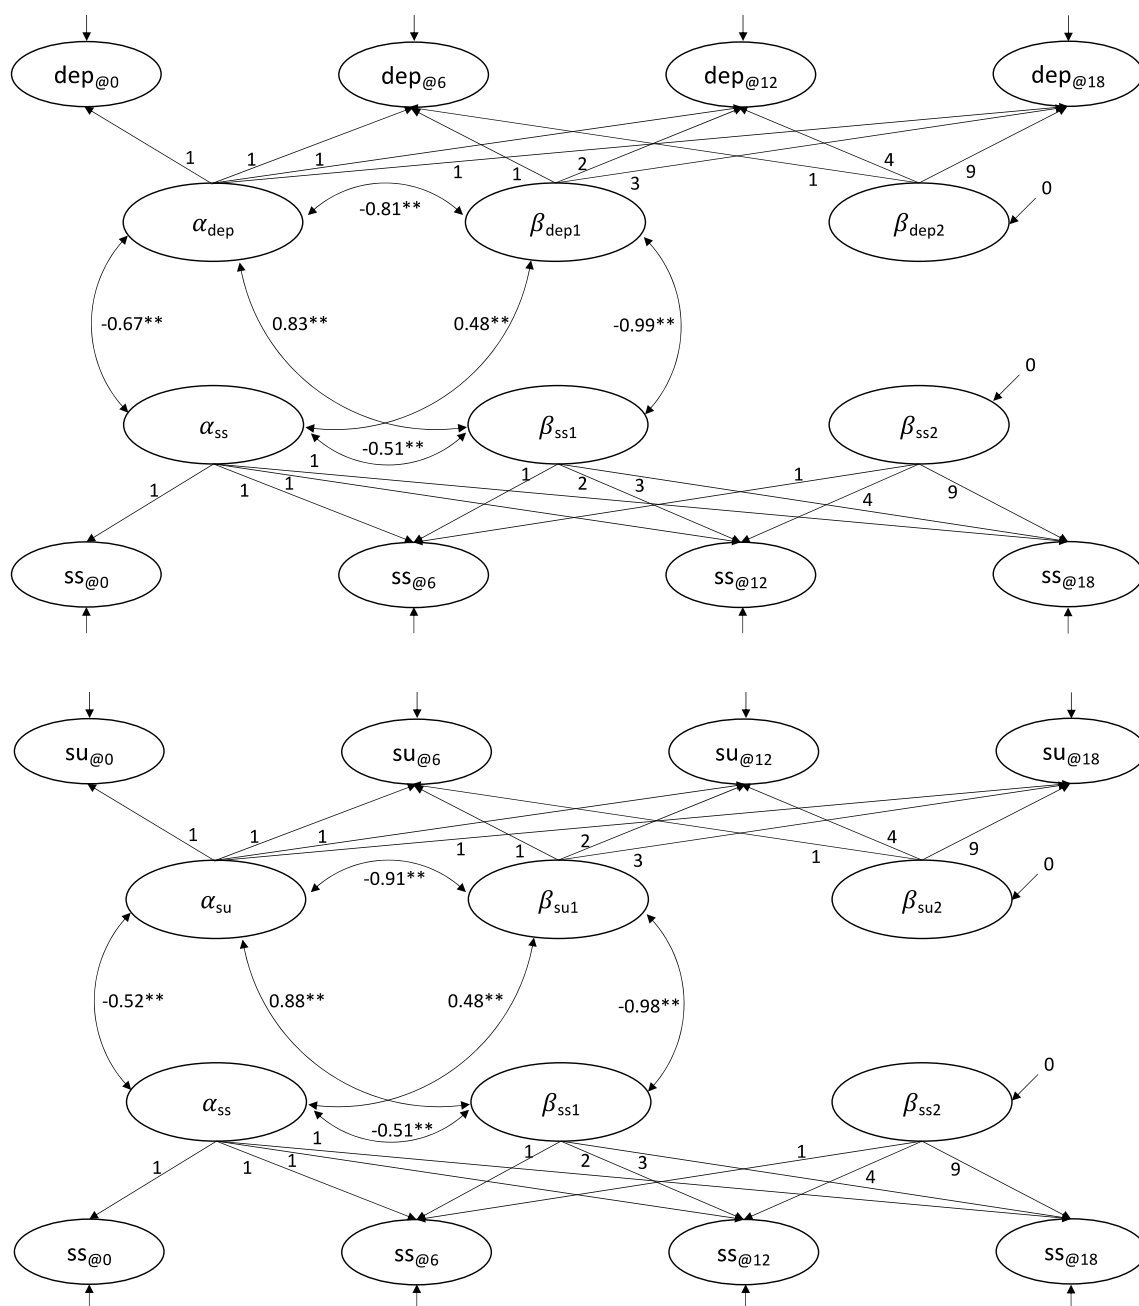 dep@0 dep@6 dep@12 dep@18
1 1 1 1 1 2 3 1 4 9
0
αdep -0.81** βdep1 βdep2
-0.67** 0.83** 0.48** -0.99**
0
αss βss1 βss2
-0.51**
1 1 1 1 1 2 3 1 4 9
ss@0 ss@6 ss@12 ss@18
su@0 su@6 su@12 su@18
1 1 1 1 1 2 3 1 4 9
0
αsu -0.91** βsu1 βsu2
-0.52** 0.88** 0.48** -0.98**
0
αss βss1 βss2
-0.51**
1 1 1 1 1 2 3 1 4 9
ss@0 ss@6 ss@12 ss@18